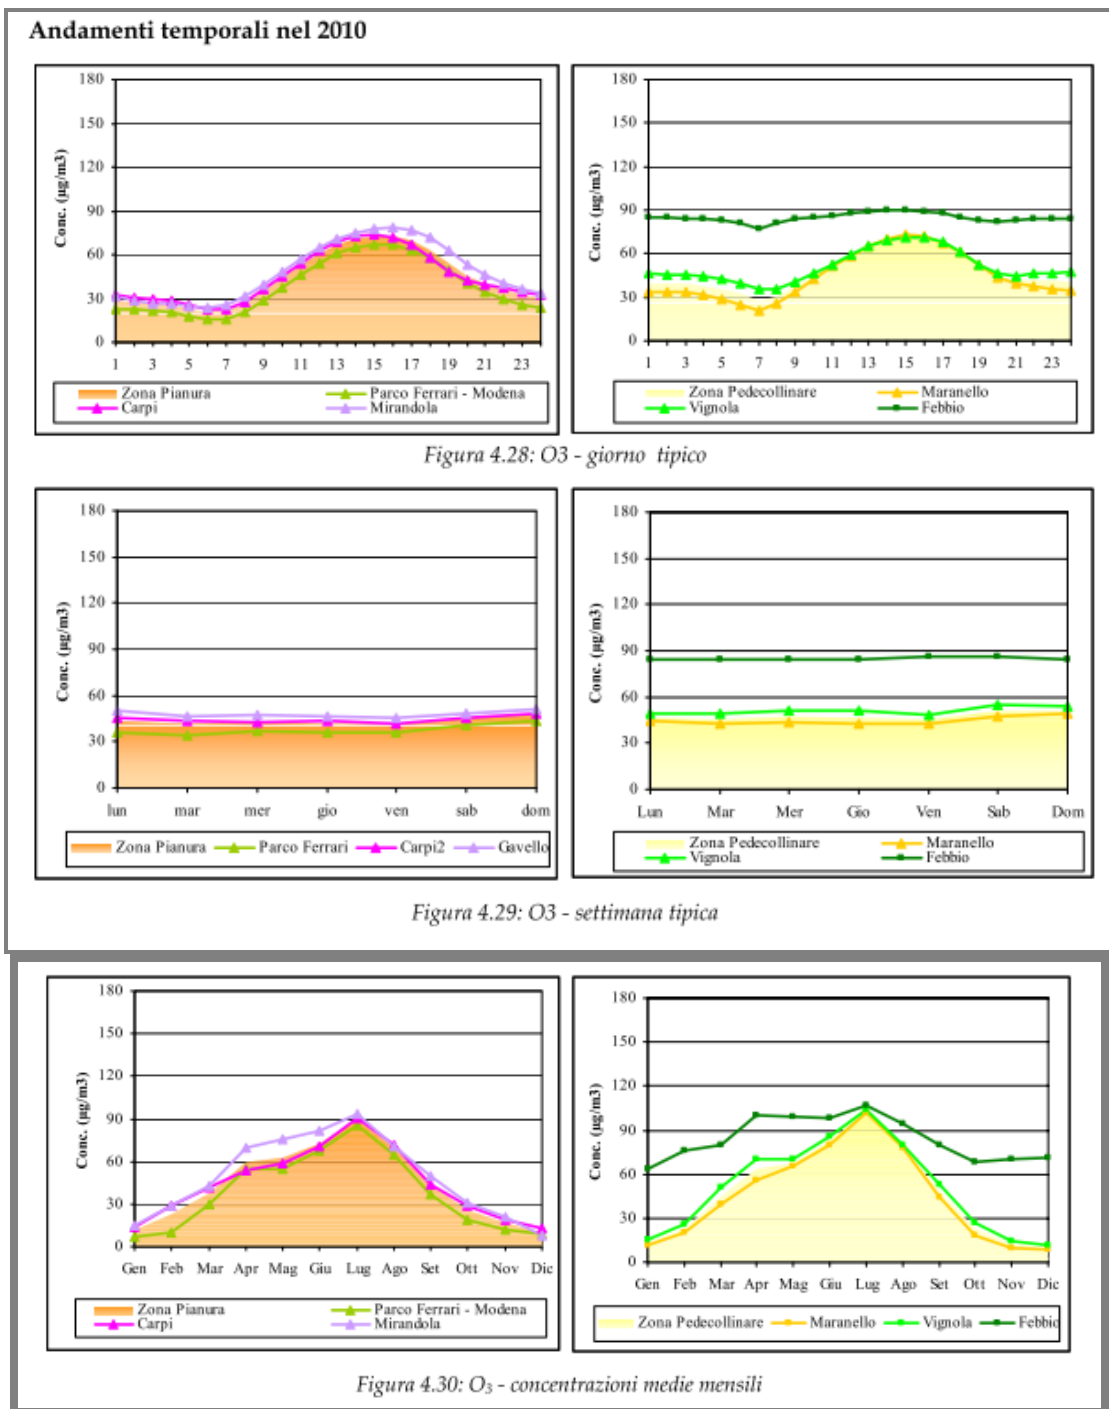 Andamenti temporali nel 2010
Conc. (µg/m3)
180
150
120
90
60
30
0
1 3 5 7 9 11 13 15 17 19 21 23
Zona Pianura Parco Ferrari - Modena
Carpi Mirandola
Conc. (µg/m3)
180
150
120
90
60
30
0
1 3 5 7 9 11 13 15 17 19 21 23
Zona Pedecollinare Maranello
Vignola Febbio
Figura 4.28: O3 - giorno tipico
Conc. (µg/m3)
180
150
120
90
60
30
0
lun mar mer gio ven sab dom
Zona Pianura Parco Ferrari Carpi2 Gavello
Conc. (µg/m3)
180
150
120
90
60
30
0
Lun Mar Mer Gio Ven Sab Dom
Zona Pedecollinare Maranello
Vignola Febbio
Figura 4.29: O3 - settimana tipica
Conc. (µg/m3)
180
150
120
90
60
30
0
Gen Feb Mar Apr Mag Giu Lug Ago Set Ott Nov Dic
Zona Pianura Parco Ferrari - Modena
Carpi Mirandola
Conc. (µg/m3)
180
150
120
90
60
30
0
Gen Feb Mar Apr Mag Giu Lug Ago Set Ott Nov Dic
Zona Pedecollinare Maranello Vignola Febbio
Figura 4.30: O₃ - concentrazioni medie mensili